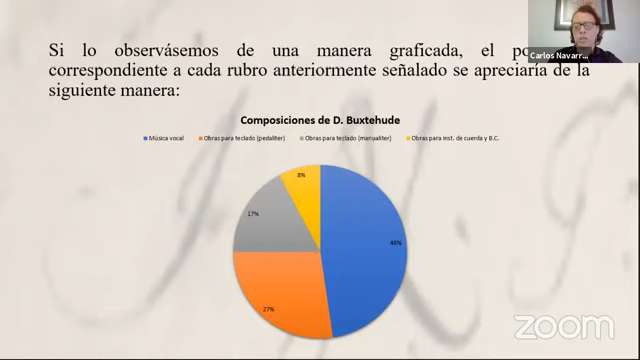 Si lo observásemos de una manera graficada, el
correspondiente a cada rubro anteriormente señalado se apreciaría de la
siguiente manera:
Carlos Navarr...
Composiciones de D. Buxtehude
Música vocal
Obras para teclado (pedaliter)
Obras para teclado (manualiter)
Obras para inst. de cuerda y B.C.
8%
17%
48%
27%
zoom